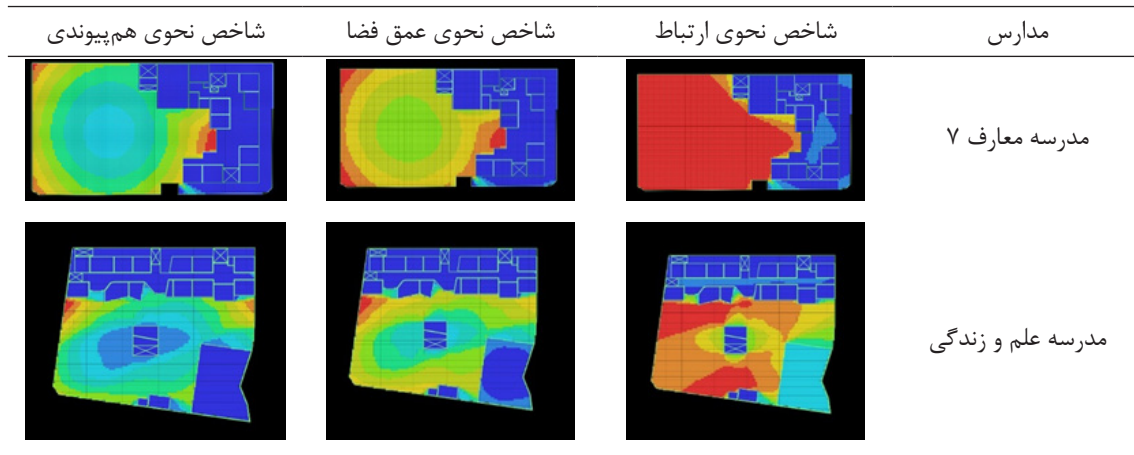 مدارس شاخص نحوی ارتباط شاخص نحوی عمق فضا شاخص نحوی هم‌پیوندی
مدرسه معارف ۷
مدرسه علم و زندگی